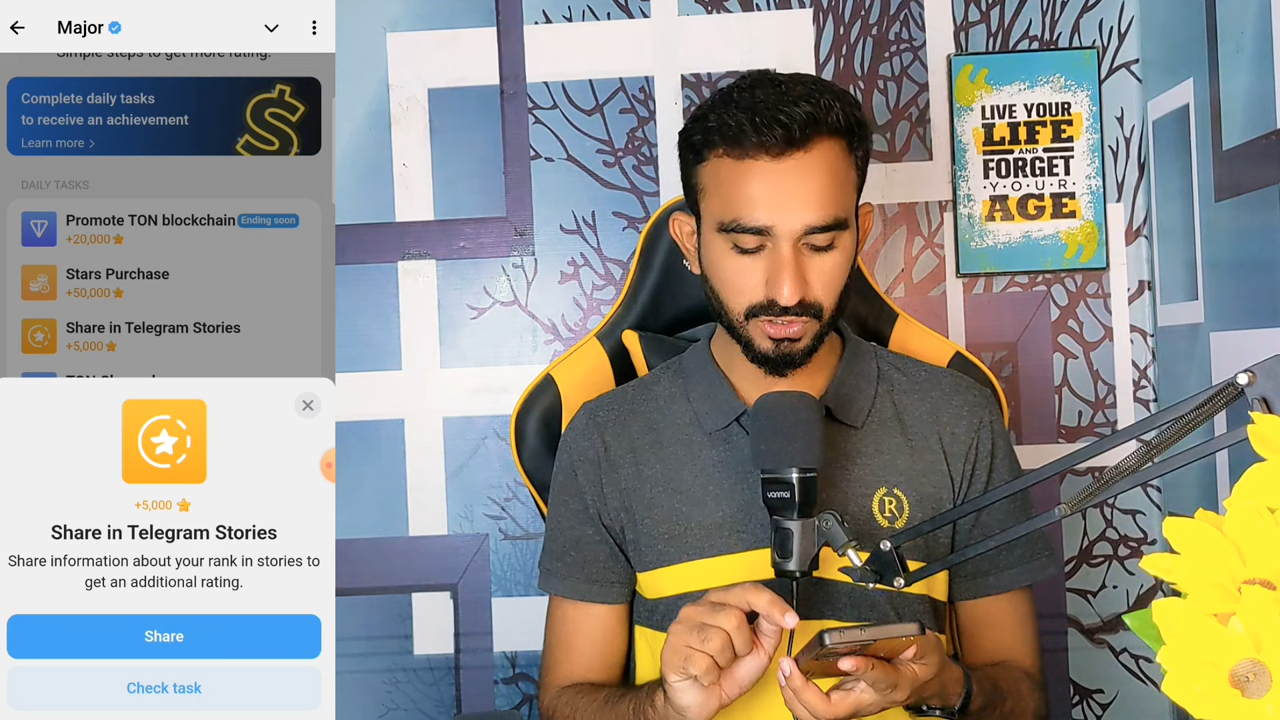 Major
Simple steps to get more rating.
Complete daily tasks
to receive an achievement
Learn more >
DAILY TASKS
Promote TON blockchain Ending soon
+20,000
Stars Purchase
+50,000
Share in Telegram Stories
+5,000
+5,000
Share in Telegram Stories
Share information about your rank in stories to
get an additional rating.
Share
Check task
LIVE YOUR
LIFE
AND
FORGET
YOUR
AGE
vanmai
R